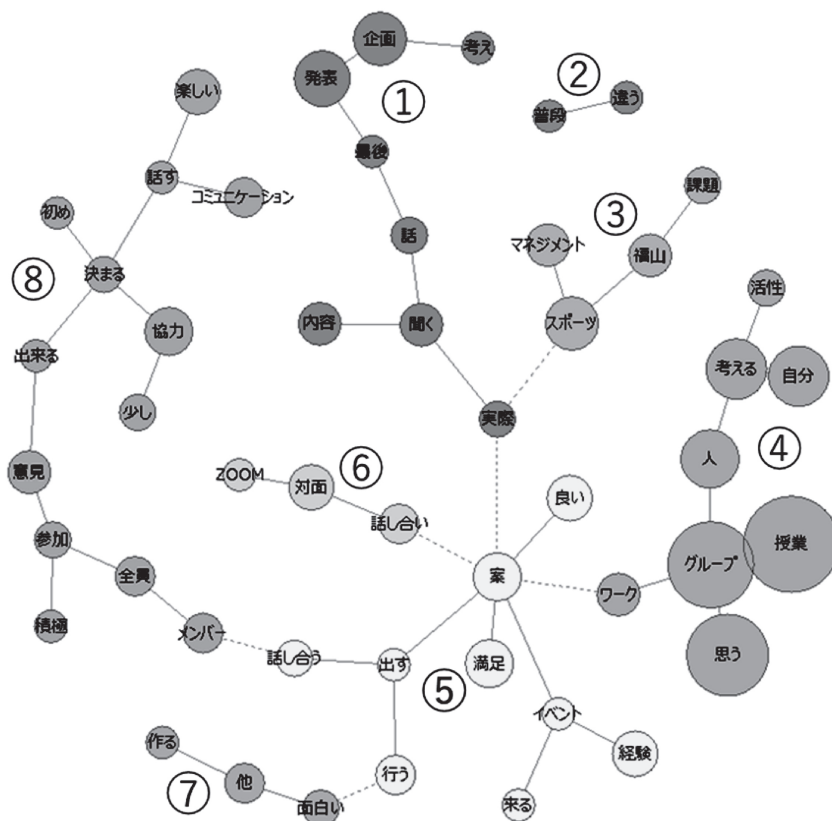 企画
考え
発表
①
②
違う
普段
楽しい
最後
課題
話す
コミュニケーション
初め
③
話
マネジメント
福山
⑧
決まる
活性
内容
聞く
スポーツ
協力
出来る
考える
自分
少し
実際
④
人
ZOOM
⑥
対面
意見
良い
話し合い
参加
授業
グループ
全員
案
ワーク
積極
メンバー
話し合う
出す
⑤
満足
思う
イベント
作る
経験
⑦
他
行う
面白い
来る